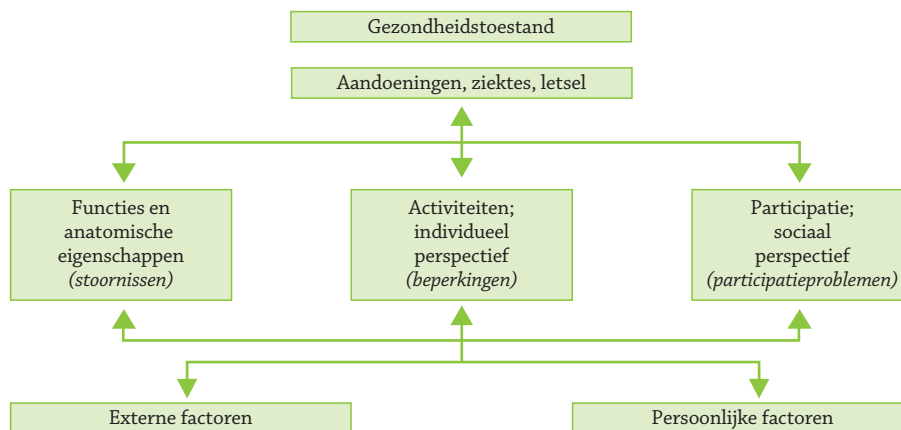 Gezondheidstoestand
Aandoeningen, ziektes, letsel
Functies en
anatomische
eigenschappen
(stoornissen)
Activiteiten;
individueel
perspectief
(beperkingen)
Participatie;
sociaal
perspectief
(participatieproblemen)
Externe factoren
Persoonlijke factoren